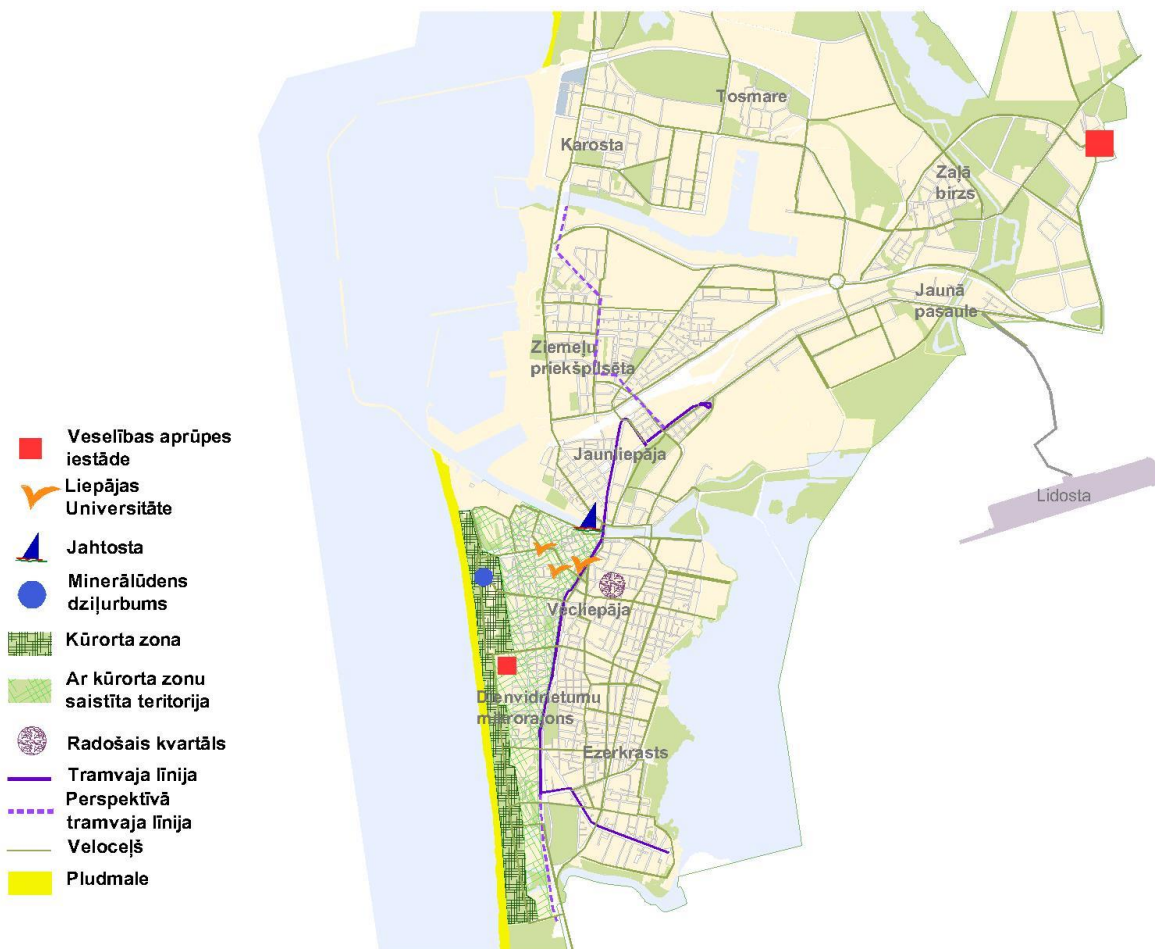 Tosmare
Karosta
Zaļā
birzs
Jaunā
pasaule
Ziemeļu
priekšpilsēta
Jaunliepāja
Lidosta
Vecliepāja
Dienvidrietumu
mikrorajons
Ezerkrasts
Veselības aprūpes
iestāde
Liepājas
Universitāte
Jahtosta
Minerālūdens
dziļurbums
Kūrorta zona
Ar kūrorta zonu
saistīta teritorija
Radošais kvartāls
Tramvaja līnija
Perspektīvā
tramvaja līnija
Veloceļš
Pludmale